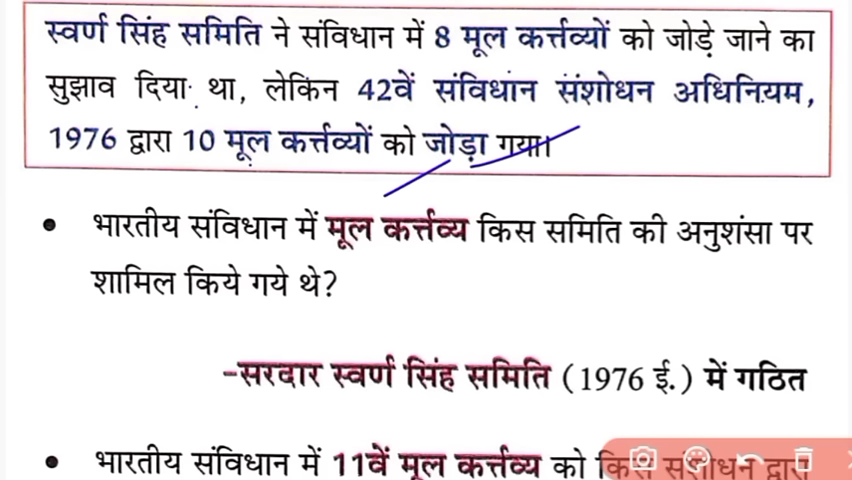 स्वर्ण सिंह समिति ने संविधान में 8 मूल कर्त्तव्यों को जोड़े जाने का
सुझाव दिया था, लेकिन 42वें संविधान संशोधन अधिनियम,
1976 द्वारा 10 मूल कर्त्तव्यों को जोड़ा गया।
• भारतीय संविधान में मूल कर्त्तव्य किस समिति की अनुशंसा पर
शामिल किये गये थे?
-सरदार स्वर्ण सिंह समिति (1976 ई.) में गठित
• भारतीय संविधान में 11वें मूल कर्त्तव्य को किस संशोधन द्वारा